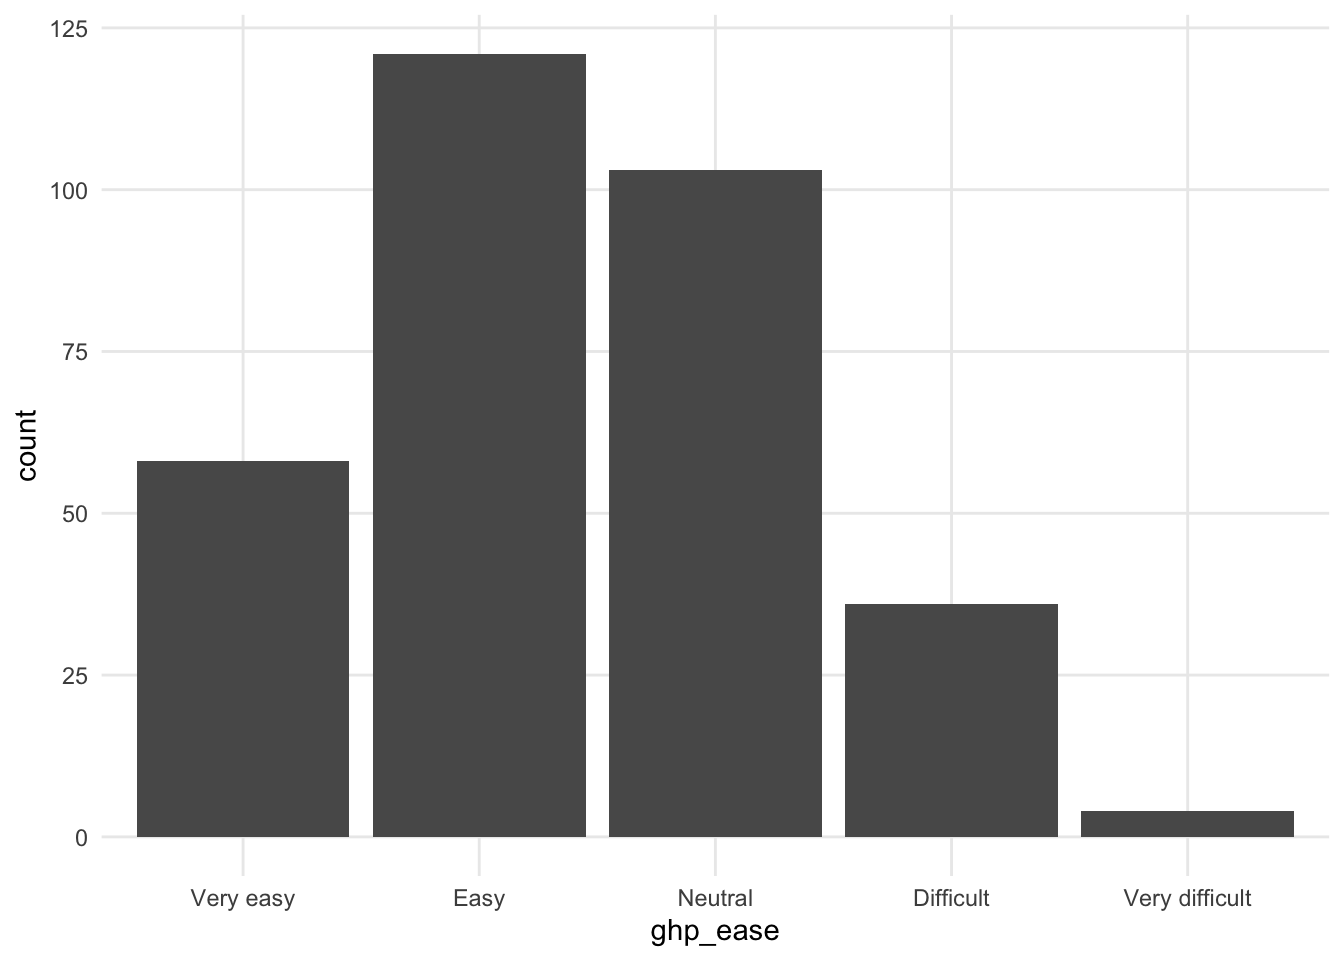 125
100
75
50
25
0
count
Very easy
Easy
Neutral
Difficult
Very difficult
ghp_ease